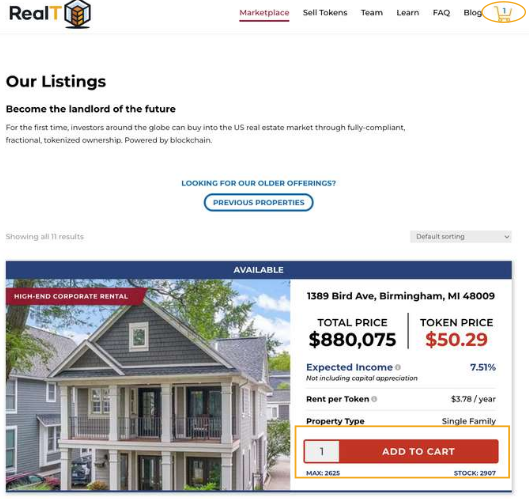 RealT
Marketplace Sell Tokens Team Learn FAQ Blog 1
Our Listings
Become the landlord of the future
For the first time, investors around the globe can buy into the US real estate market through fully-compliant,
fractional, tokenized ownership. Powered by blockchain.
LOOKING FOR OUR OLDER OFFERINGS?
PREVIOUS PROPERTIES
Showing all 11 results
Default sorting
AVAILABLE
HIGH-END CORPORATE RENTAL
1389 Bird Ave, Birmingham, MI 48009
TOTAL PRICE TOKEN PRICE
$880,075 $50.29
Expected Income 7.51%
Not including capital appreciation
Rent per Token $3.78 / year
Property Type Single Family
1 ADD TO CART
MAX: 2625 STOCK: 2907